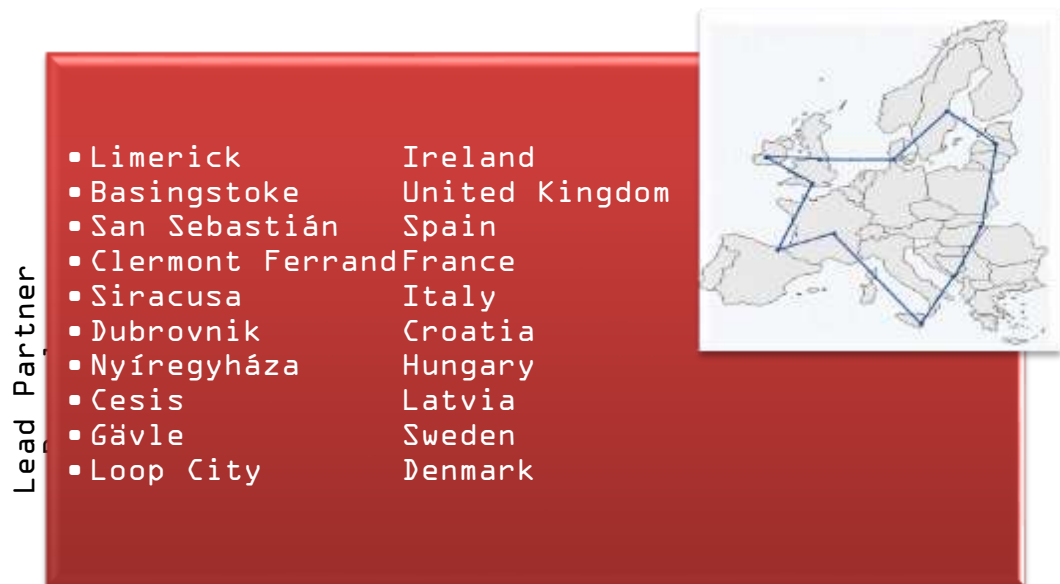 • Limerick Ireland
• Basingstoke United Kingdom
• San Sebastián Spain
• Clermont Ferrand France
• Siracusa Italy
• Dubrovnik Croatia
• Nyíregyháza Hungary
• Cesis Latvia
• Gävle Sweden
• Loop City Denmark
Lead Partner